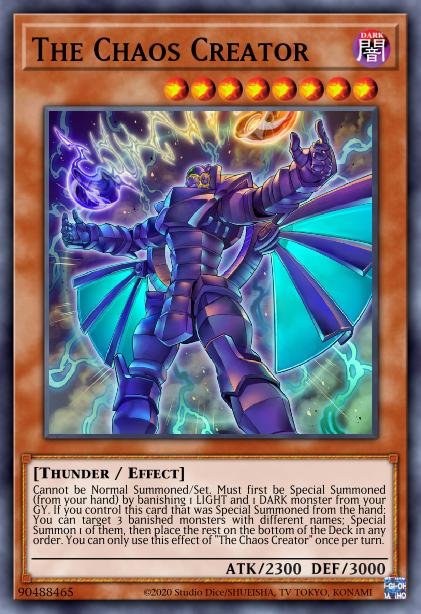 The Chaos Creator
DARK
闇
[Thunder / Effect]
Cannot be Normal Summoned/Set. Must first be Special Summoned
(from your hand) by banishing 1 LIGHT and 1 DARK monster from your
GY. If you control this card that was Special Summoned from the hand:
You can target 3 banished monsters with different names; Special
Summon 1 of them, then place the rest on the bottom of the Deck in any
order. You can only use this effect of "The Chaos Creator" once per turn.
ATK/2300 DEF/3000
90488465
©2020 Studio Dice/SHUEISHA, TV TOKYO, KONAMI